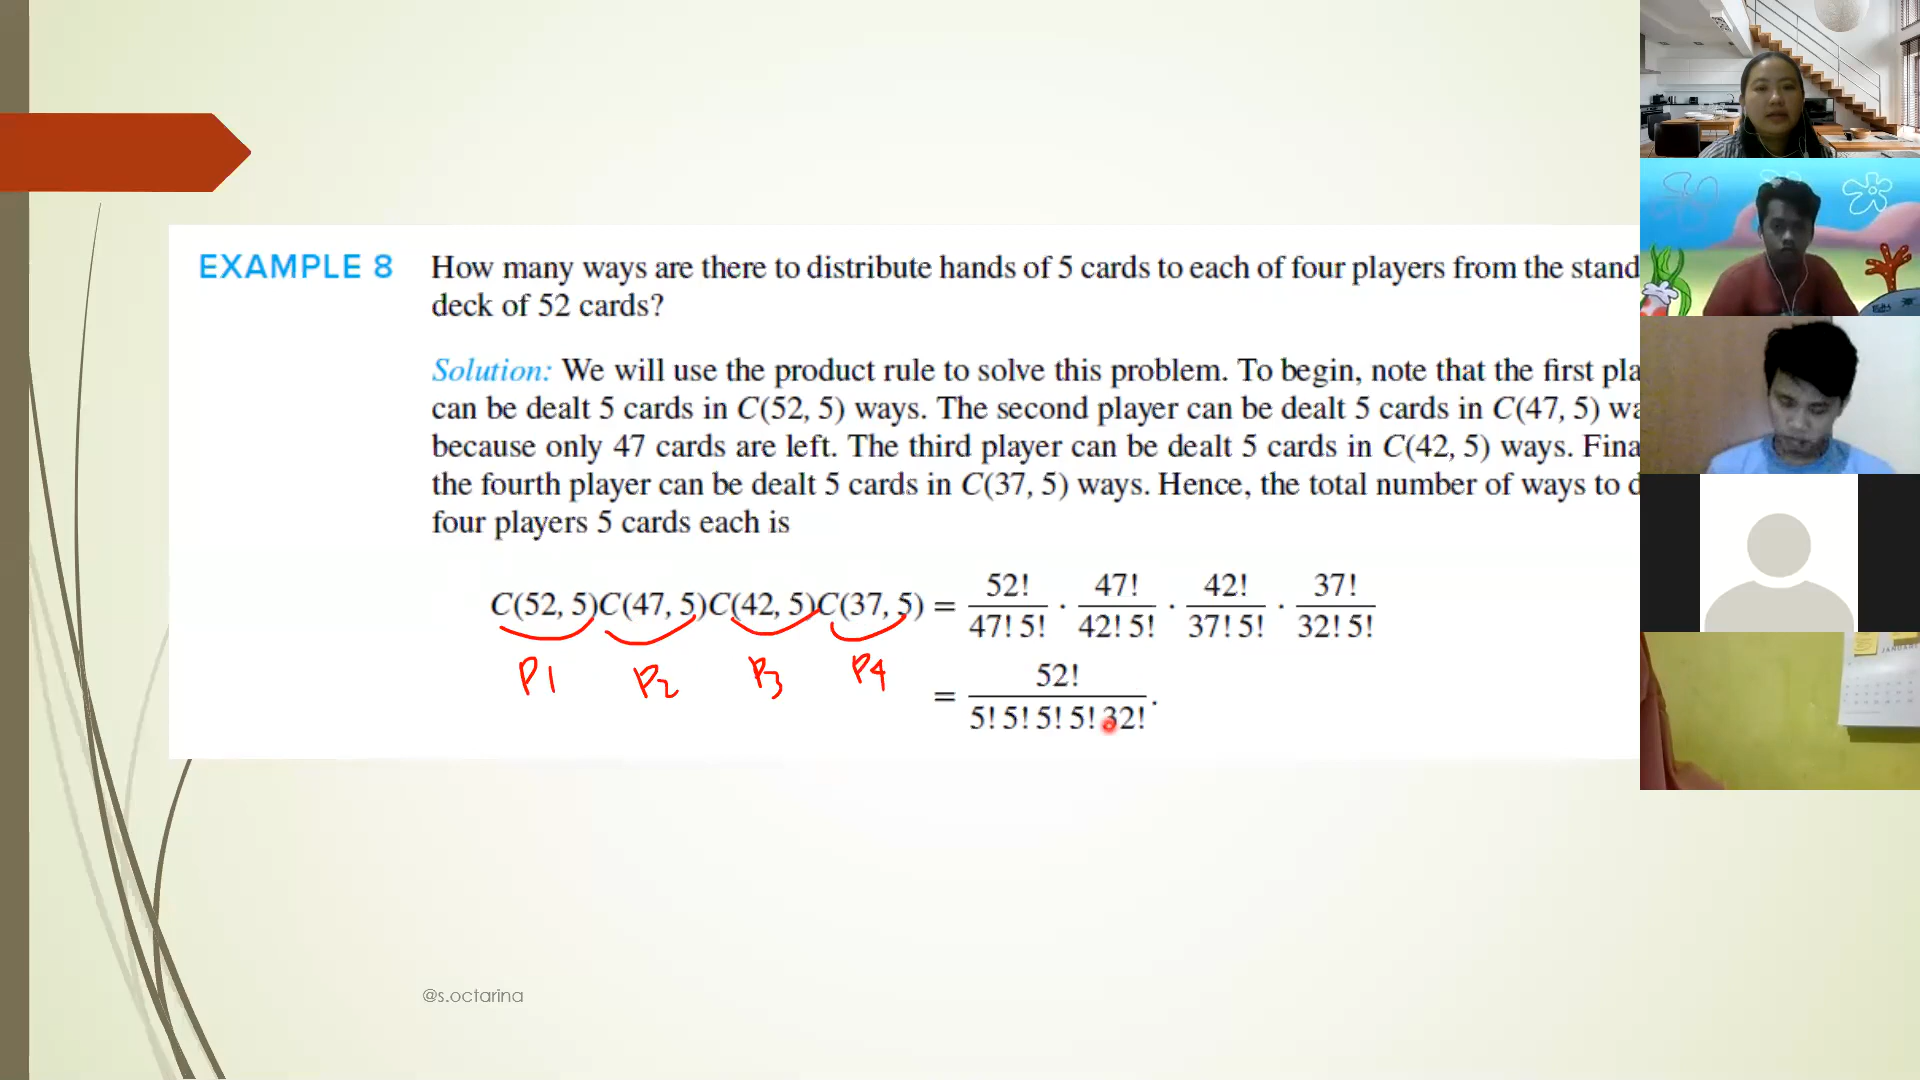 EXAMPLE 8 How many ways are there to distribute hands of 5 cards to each of four players from the stand
deck of 52 cards?
Solution: We will use the product rule to solve this problem. To begin, note that the first pla
can be dealt 5 cards in C(52, 5) ways. The second player can be dealt 5 cards in C(47, 5) wa
because only 47 cards are left. The third player can be dealt 5 cards in C(42, 5) ways. Fina
the fourth player can be dealt 5 cards in C(37, 5) ways. Hence, the total number of ways to d
four players 5 cards each is
C(52, 5)C(47, 5)C(42, 5)C(37, 5) = 52!/47! 5! · 47!/42! 5! · 42!/37! 5! · 37!/32! 5!
P1 P2 P3 P4
= 52!/5! 5! 5! 5! 32! .
@s.octarina